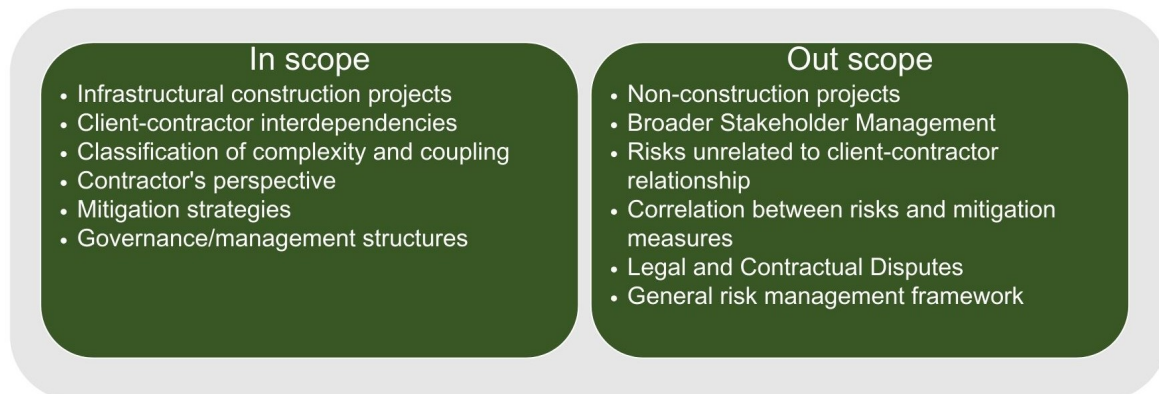 In scope
• Infrastructural construction projects
• Client-contractor interdependencies
• Classification of complexity and coupling
• Contractor's perspective
• Mitigation strategies
• Governance/management structures
Out scope
• Non-construction projects
• Broader Stakeholder Management
• Risks unrelated to client-contractor
relationship
• Correlation between risks and mitigation
measures
• Legal and Contractual Disputes
• General risk management framework